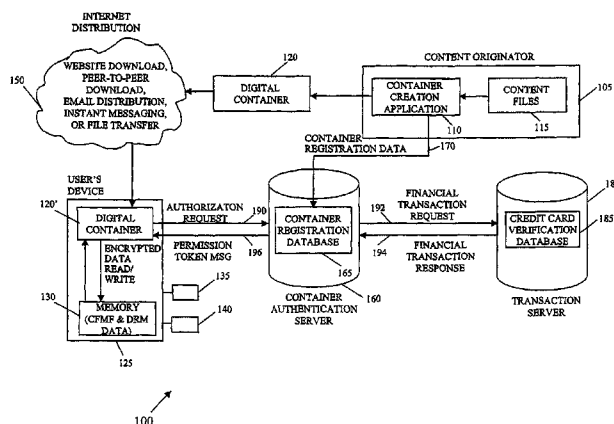 INTERNET
DISTRIBUTION
150
WEBSITE DOWNLOAD,
PEER-TO-PEER
DOWNLOAD,
EMAIL DISTRIBUTION,
INSTANT MESSAGING,
OR FILE TRANSFER
120
DIGITAL
CONTAINER
CONTENT ORIGINATOR
CONTAINER
CREATION
APPLICATION
110
CONTENT
FILES
115
105
CONTAINER
REGISTRATION DATA
170
USER'S
DEVICE
120'
DIGITAL
CONTAINER
ENCRYPTED
DATA
READ/
WRITE
130
MEMORY
(CFMF & DRM
DATA)
125
135
140
AUTHORIZATON
REQUEST
190
PERMISSION
TOKEN MSG
196
CONTAINER
REGISTRATION
DATABASE
165
160
CONTAINER
AUTHENTICATION
SERVER
FINANCIAL
TRANSACTION
REQUEST
192
194
FINANCIAL
TRANSACTION
RESPONSE
CREDIT CARD
VERIFICATION
DATABASE
185
TRANSACTION
SERVER
100